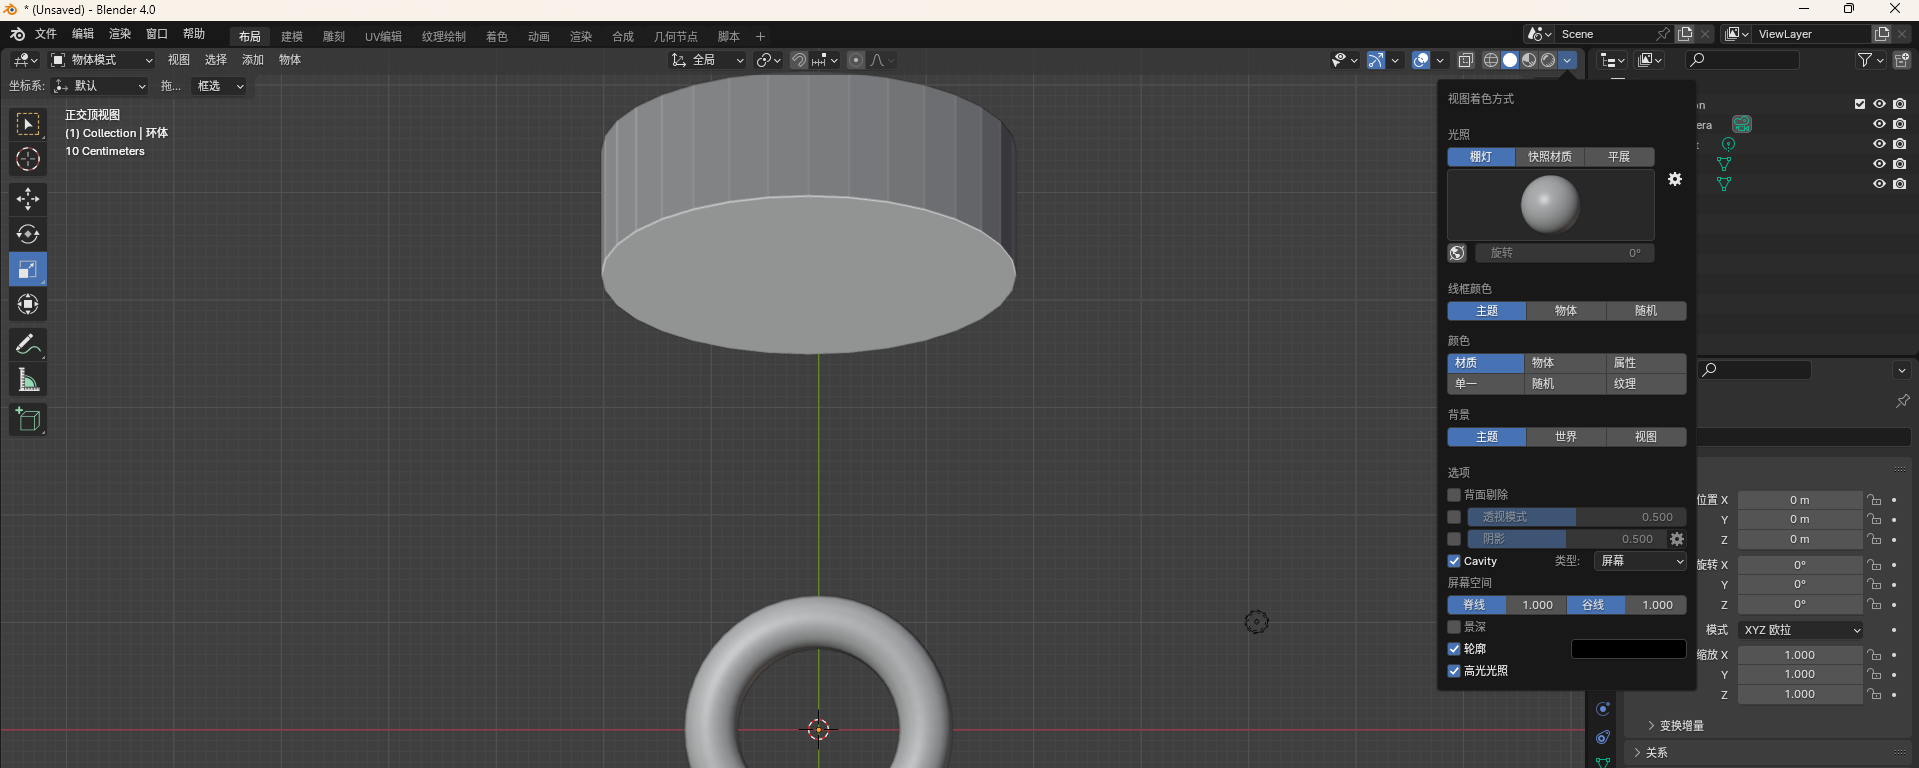 * (Unsaved) - Blender 4.0
文件 编辑 渲染 窗口 帮助 布局 建模 雕刻 UV编辑 纹理绘制 着色 动画 渲染 合成 几何节点 脚本 + Scene ViewLayer
物体模式 视图 选择 添加 物体 全局
坐标系: 默认 拖... 框选
正交顶视图
(1) Collection | 环体
10 Centimeters
视图着色方式
光照
棚灯 快照材质 平展
旋转 0°
线框颜色
主题 物体 随机
颜色
材质 物体 属性
单一 随机 纹理
背景
主题 世界 视图
选项
背面剔除
透视模式 0.500
阴影 0.500
Cavity 类型: 屏幕
屏幕空间
脊线 1.000 谷线 1.000
景深
轮廓
高光光照
on
era
t
位置 X 0 m
Y 0 m
Z 0 m
旋转 X 0°
Y 0°
Z 0°
模式 XYZ 欧拉
缩放 X 1.000
Y 1.000
Z 1.000
变换增量
关系